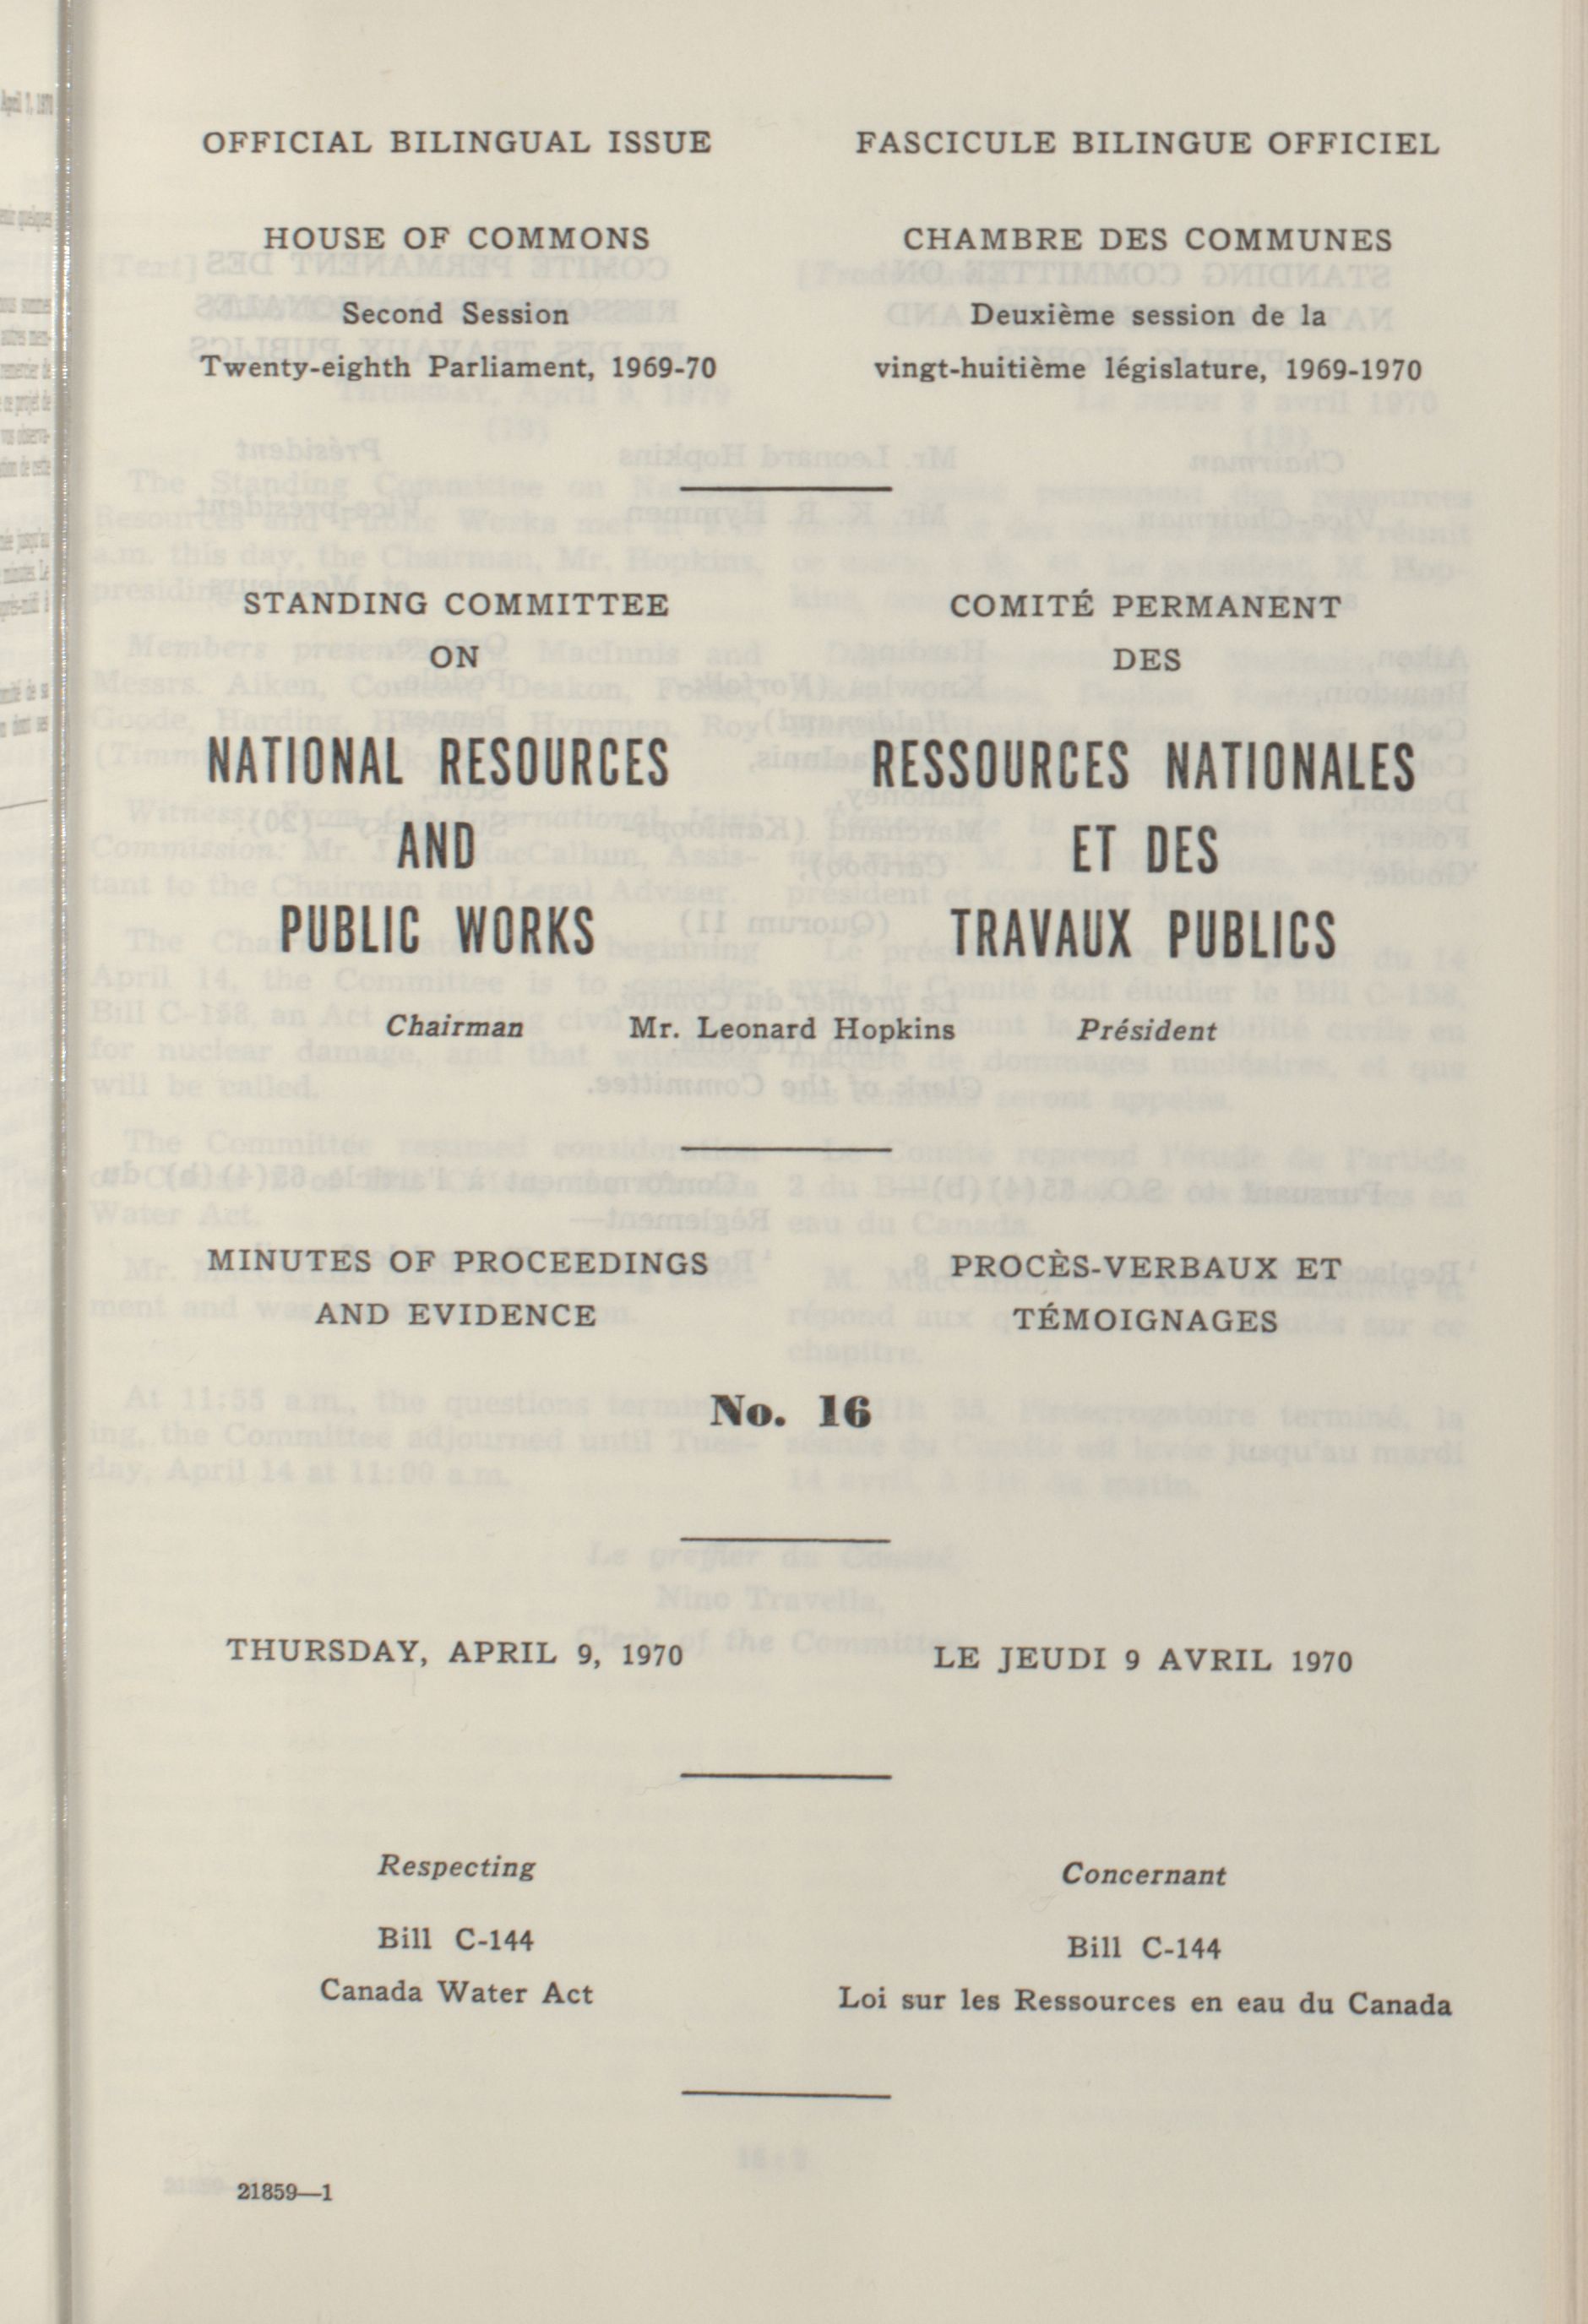 OFFICIAL BILINGUAL ISSUE
HOUSE OF COMMONS
Second Session
Twenty-eighth Parliament, 1969-70
STANDING COMMITTEE
ON
NATIONAL RESOURCES
AND
PUBLIC WORKS
FASCICULE BILINGUE OFFICIEL
CHAMBRE DES COMMUNES
Deuxième session de la
vingt-huitième législature, 1969-1970
COMITÉ PERMANENT
DES
RESSOURCES NATIONALES
ET DES
TRAVAUX PUBLICS
Chairman Mr. Leonard Hopkins Président
MINUTES OF PROCEEDINGS
AND EVIDENCE
PROCÈS-VERBAUX ET
TÉMOIGNAGES
No. 16
THURSDAY, APRIL 9, 1970
LE JEUDI 9 AVRIL 1970
Respecting
Bill C-144
Canada Water Act
Concernant
Bill C-144
Loi sur les Ressources en eau du Canada
21859—1